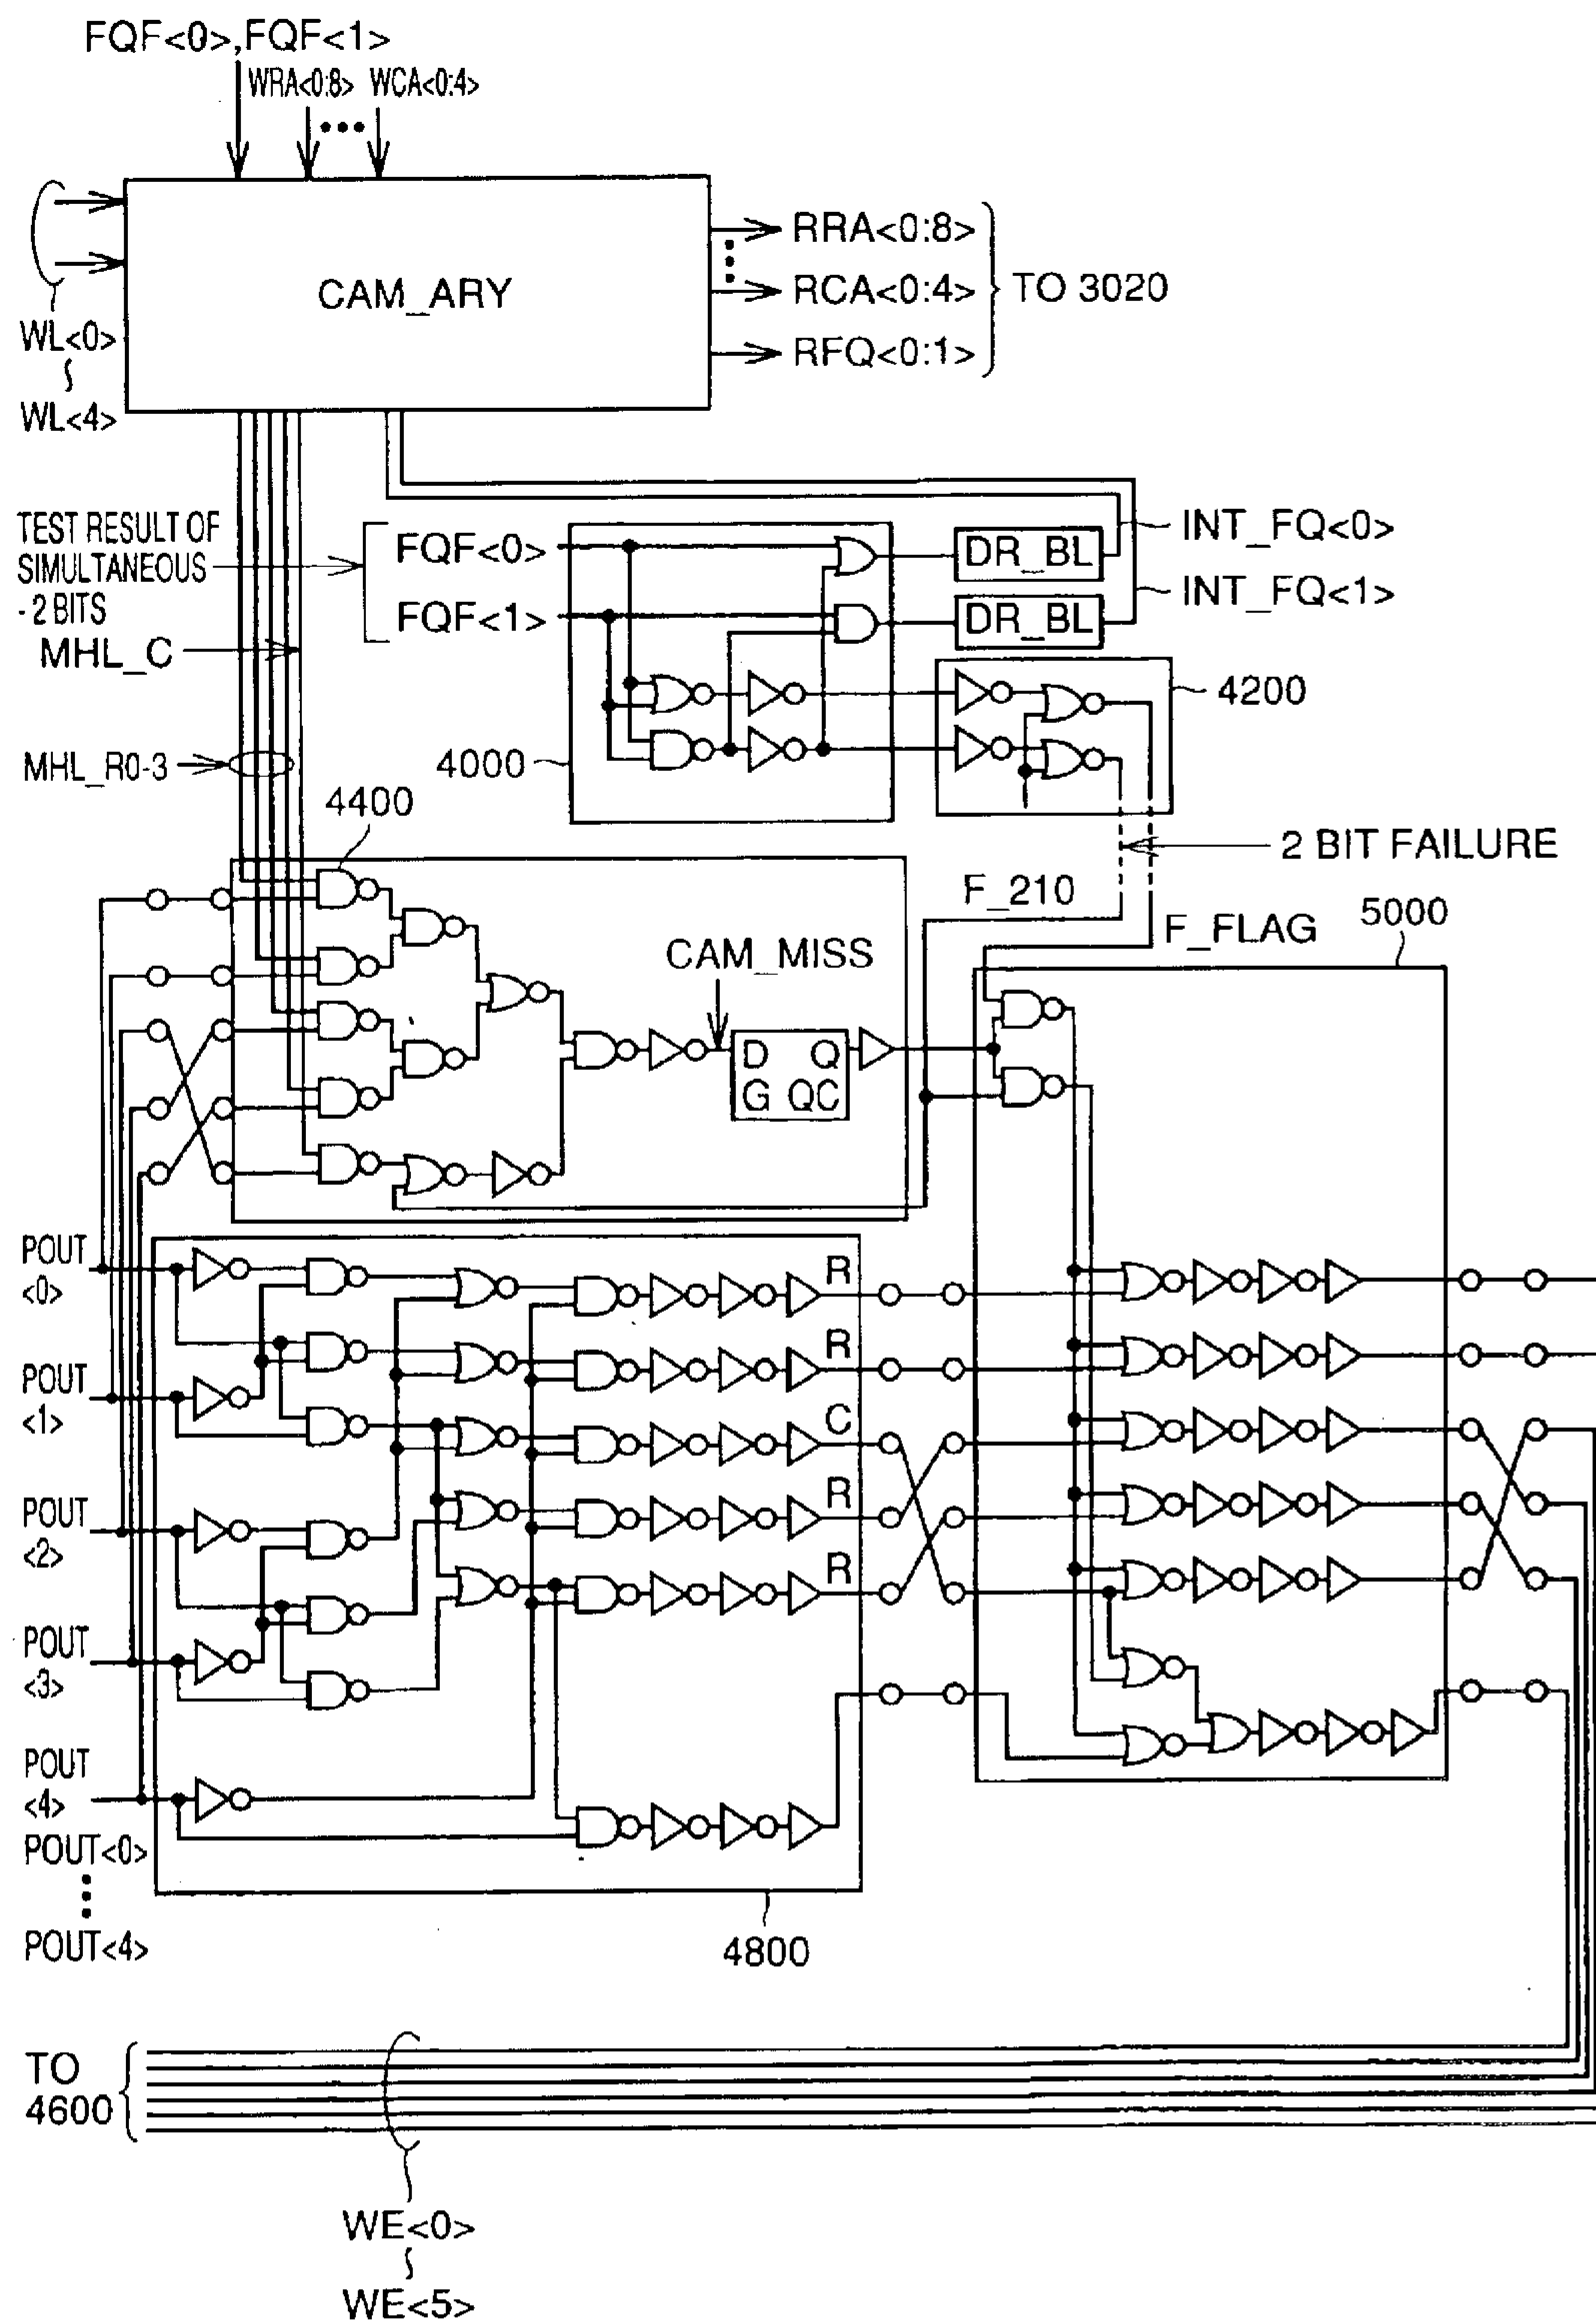 FQF<0>,FQF<1>
WRA<0:8> WCA<0:4>
WL<0>
WL<4>
CAM_ARY
RRA<0:8>
RCA<0:4>
RFQ<0:1>
TO 3020
TEST RESULT OF
SIMULTANEOUS
- 2 BITS
FQF<0>
FQF<1>
DR_BL
DR_BL
INT_FQ<0>
INT_FQ<1>
MHL_C
4000
4200
MHL_R0-3
4400
2 BIT FAILURE
F_210
F_FLAG
5000
CAM_MISS
D Q
G QC
POUT
<0>
POUT
<1>
POUT
<2>
POUT
<3>
POUT
<4>
R
R
C
R
R
POUT<0>
POUT<4>
4800
TO
4600
WE<0>
WE<5>